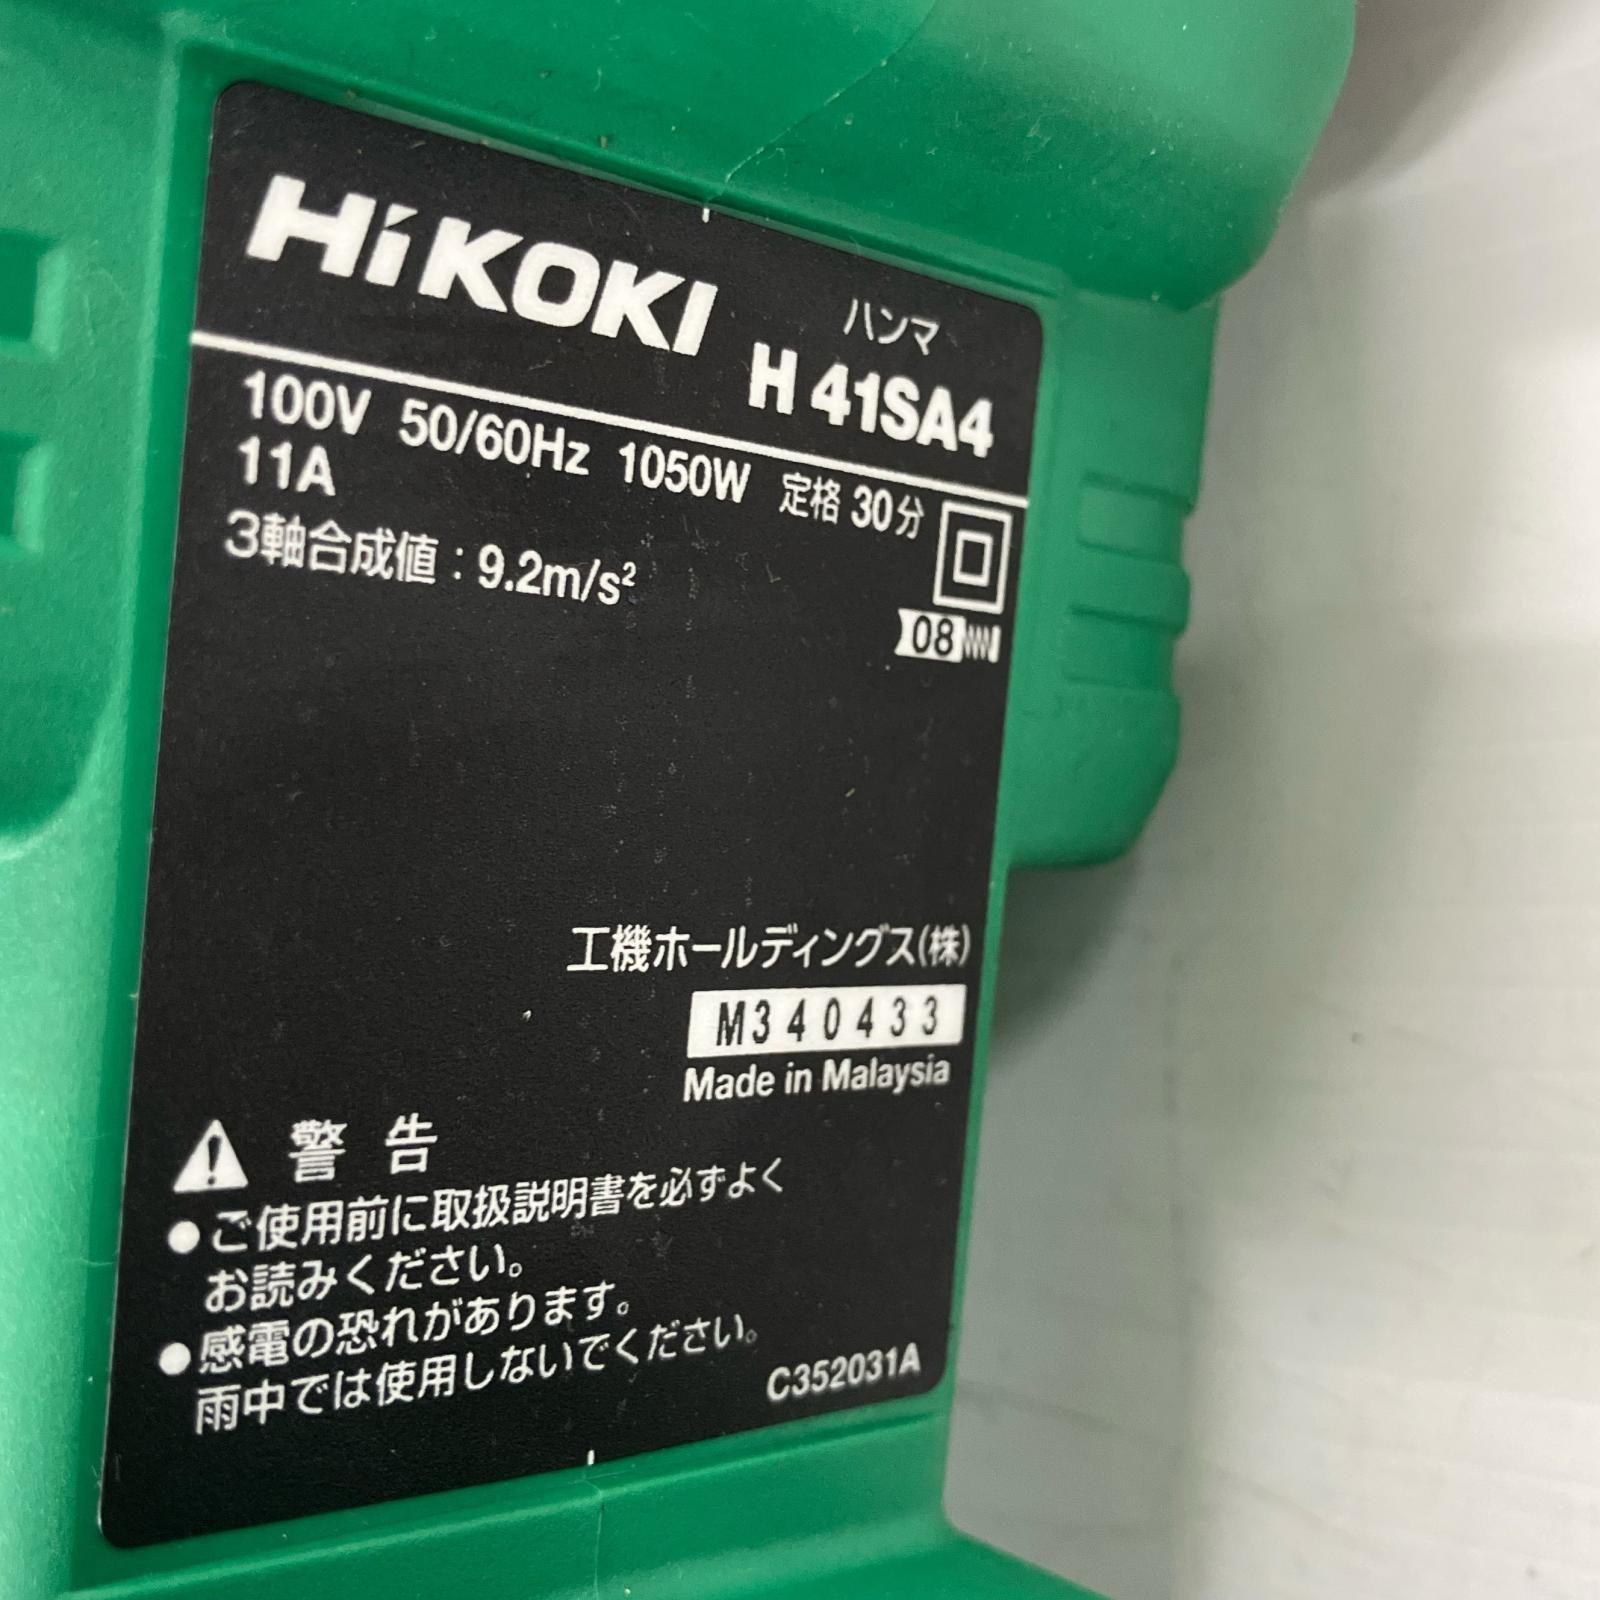 HiKOKI
ハンマ
H 41SA4
100V 50/60Hz 1050W 定格 30分
11A
3軸合成値:9.2m/s²
08
工機ホールディングス(株)
M340433
Made in Malaysia
警 告
●ご使用前に取扱説明書を必ずよく
お読みください。
●感電の恐れがあります。
雨中では使用しないでください。
C352031A